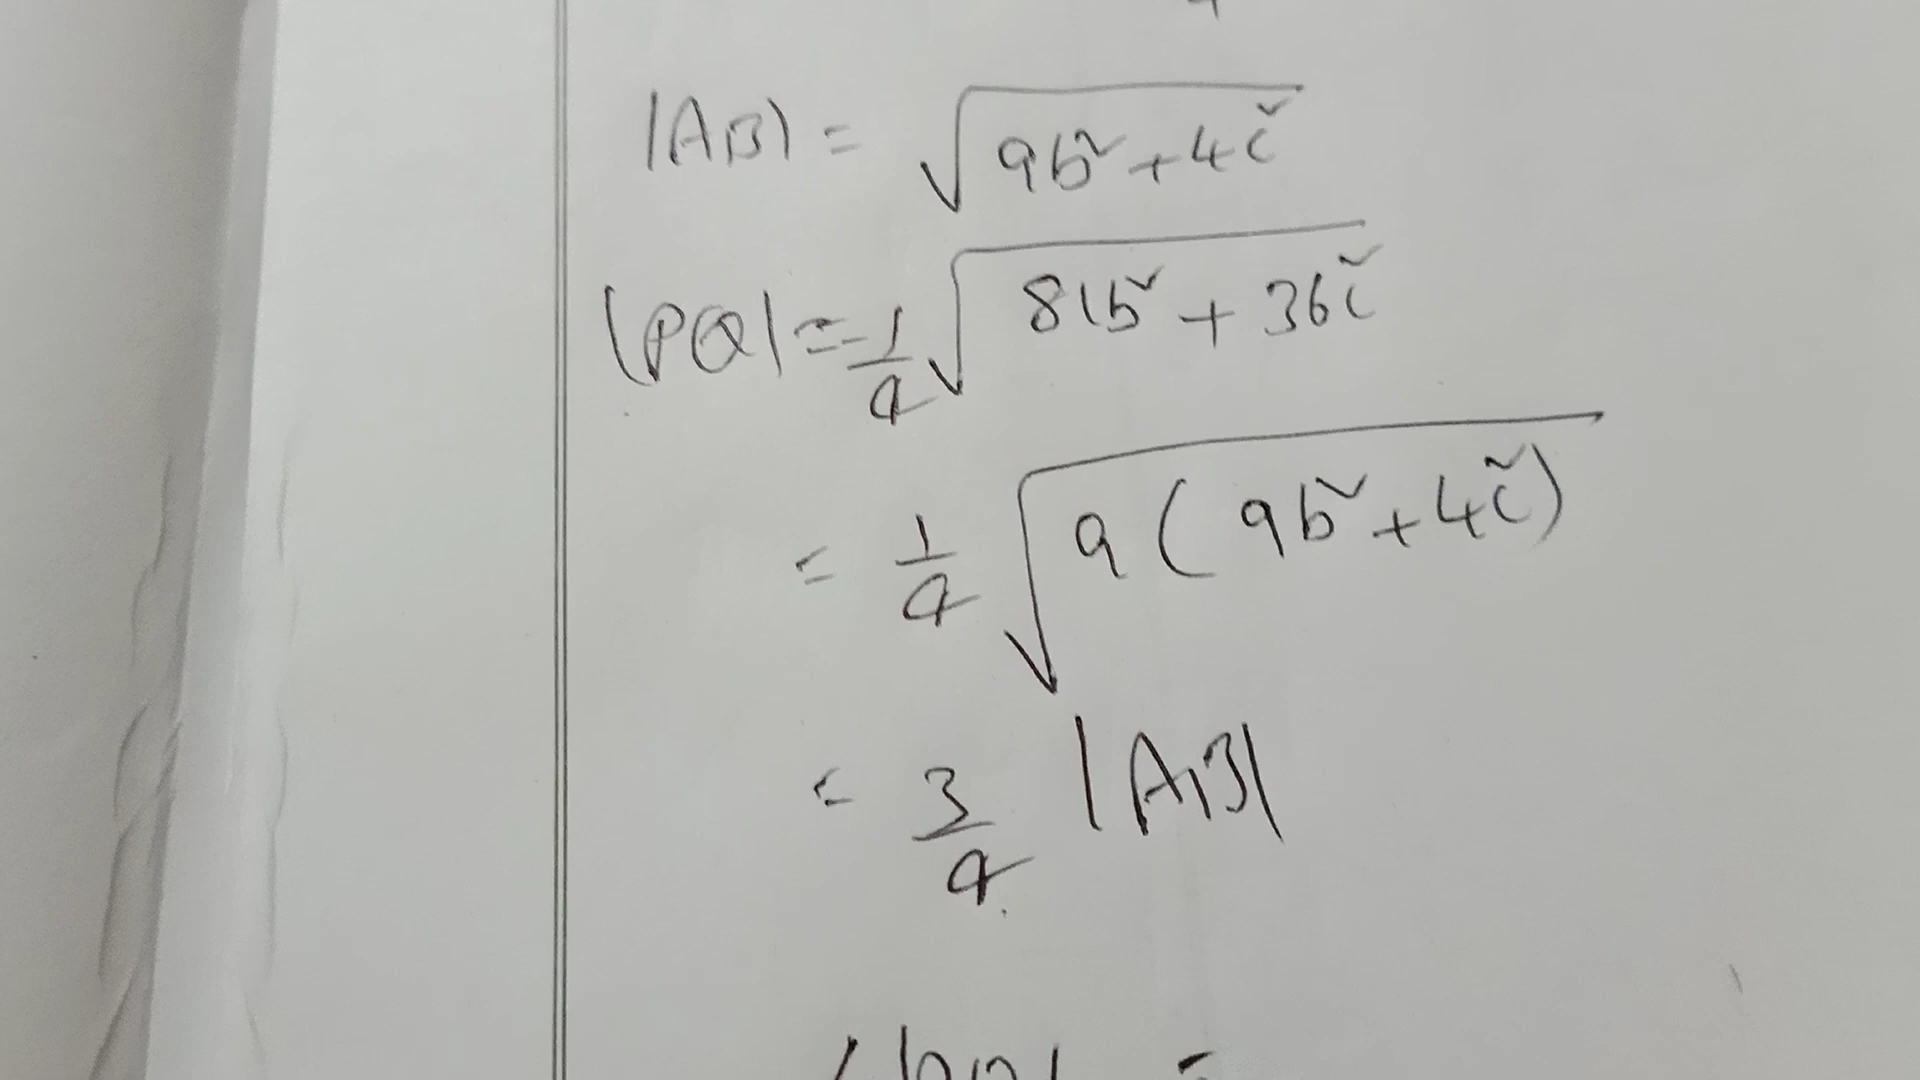 |AB| = √(9b² + 4c²)
|PQ| = 1/4 √(81b² + 36c²)
= 1/4 √(9(9b² + 4c²))
= 3/4 |AB|